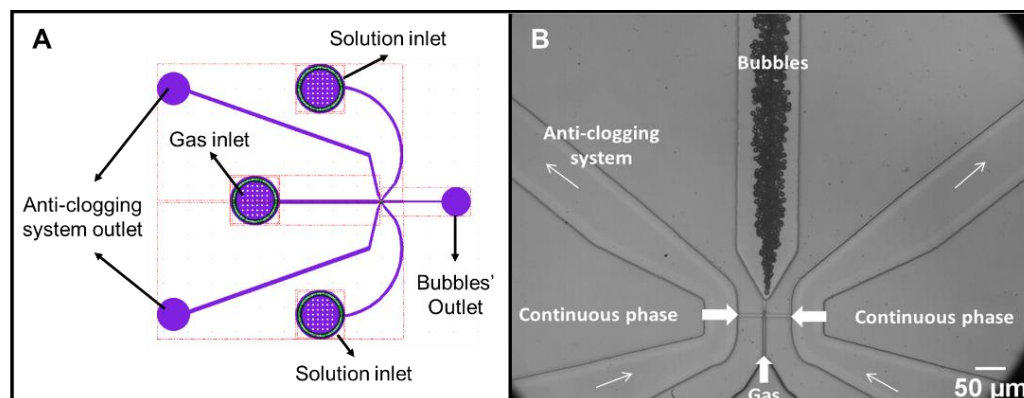 A
Solution inlet
Gas inlet
Anti-clogging
system outlet
Bubbles'
Outlet
Solution inlet
B
Bubbles
Anti-clogging
system
Continuous phase
Continuous phase
Gas
50 µm